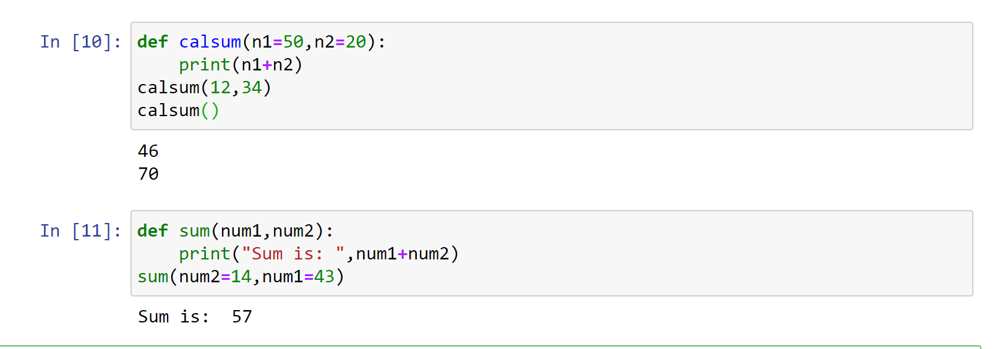 In [10]: def calsum(n1=50,n2=20):
    print(n1+n2)
calsum(12,34)
calsum()
46
70
In [11]: def sum(num1,num2):
    print("Sum is: ",num1+num2)
sum(num2=14,num1=43)
Sum is:  57